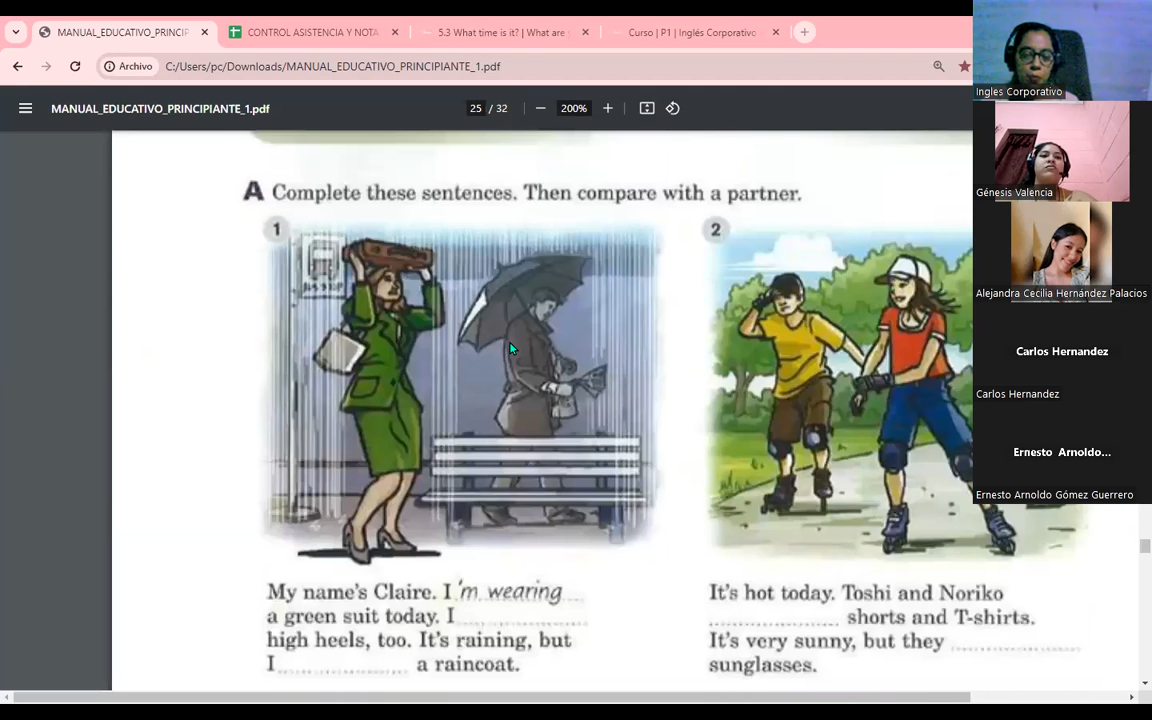 MANUAL_EDUCATIVO_PRINCIP
CONTROL ASISTENCIA Y NOTA
5.3 What time is it? | What are
Curso | P1 | Inglés Corporativo
Archivo
C:/Users/pc/Downloads/MANUAL_EDUCATIVO_PRINCIPIANTE_1.pdf
MANUAL_EDUCATIVO_PRINCIPIANTE_1.pdf
25 / 32
200%
A Complete these sentences. Then compare with a partner.
1
2
BUS STOP
My name's Claire. I 'm wearing
a green suit today. I
high heels, too. It's raining, but
I a raincoat.
It's hot today. Toshi and Noriko
shorts and T-shirts.
It's very sunny, but they
sunglasses.
Ingles Corporativo
Génesis Valencia
Alejandra Cecilia Hernández Palacios
Carlos Hernandez
Carlos Hernandez
Ernesto Arnoldo...
Ernesto Arnoldo Gómez Guerrero